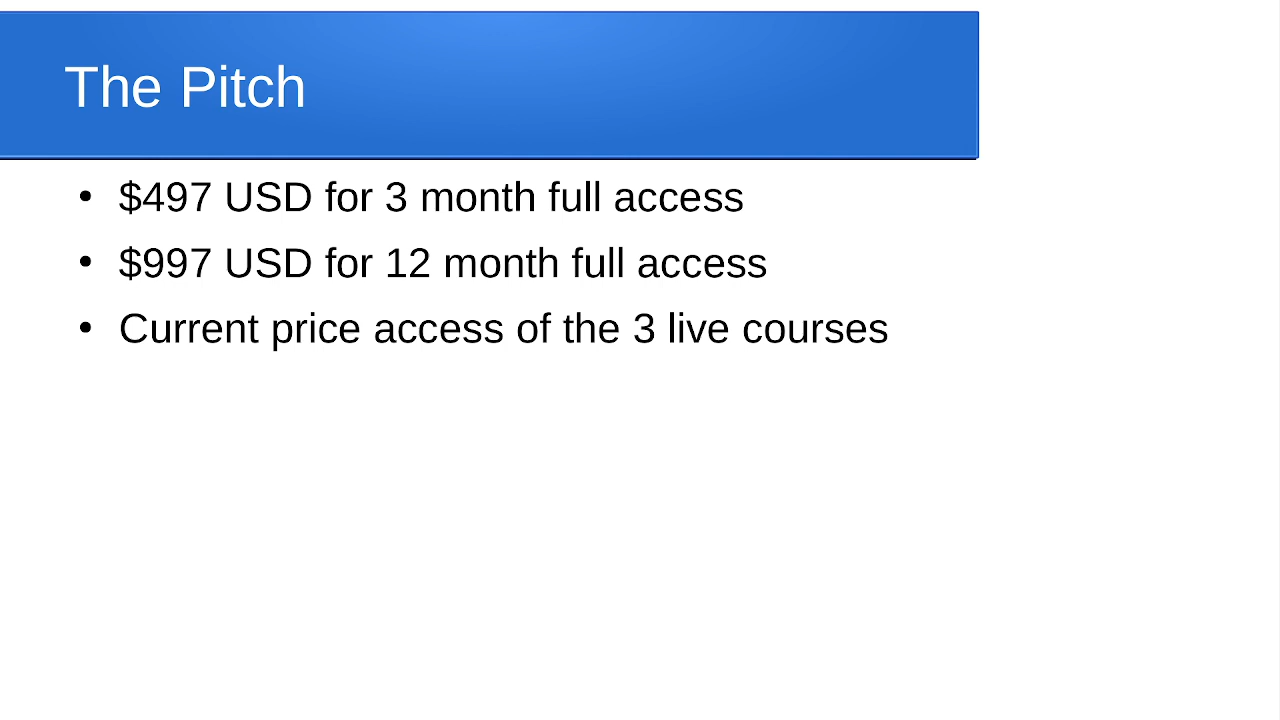 The Pitch
• $497 USD for 3 month full access
• $997 USD for 12 month full access
• Current price access of the 3 live courses